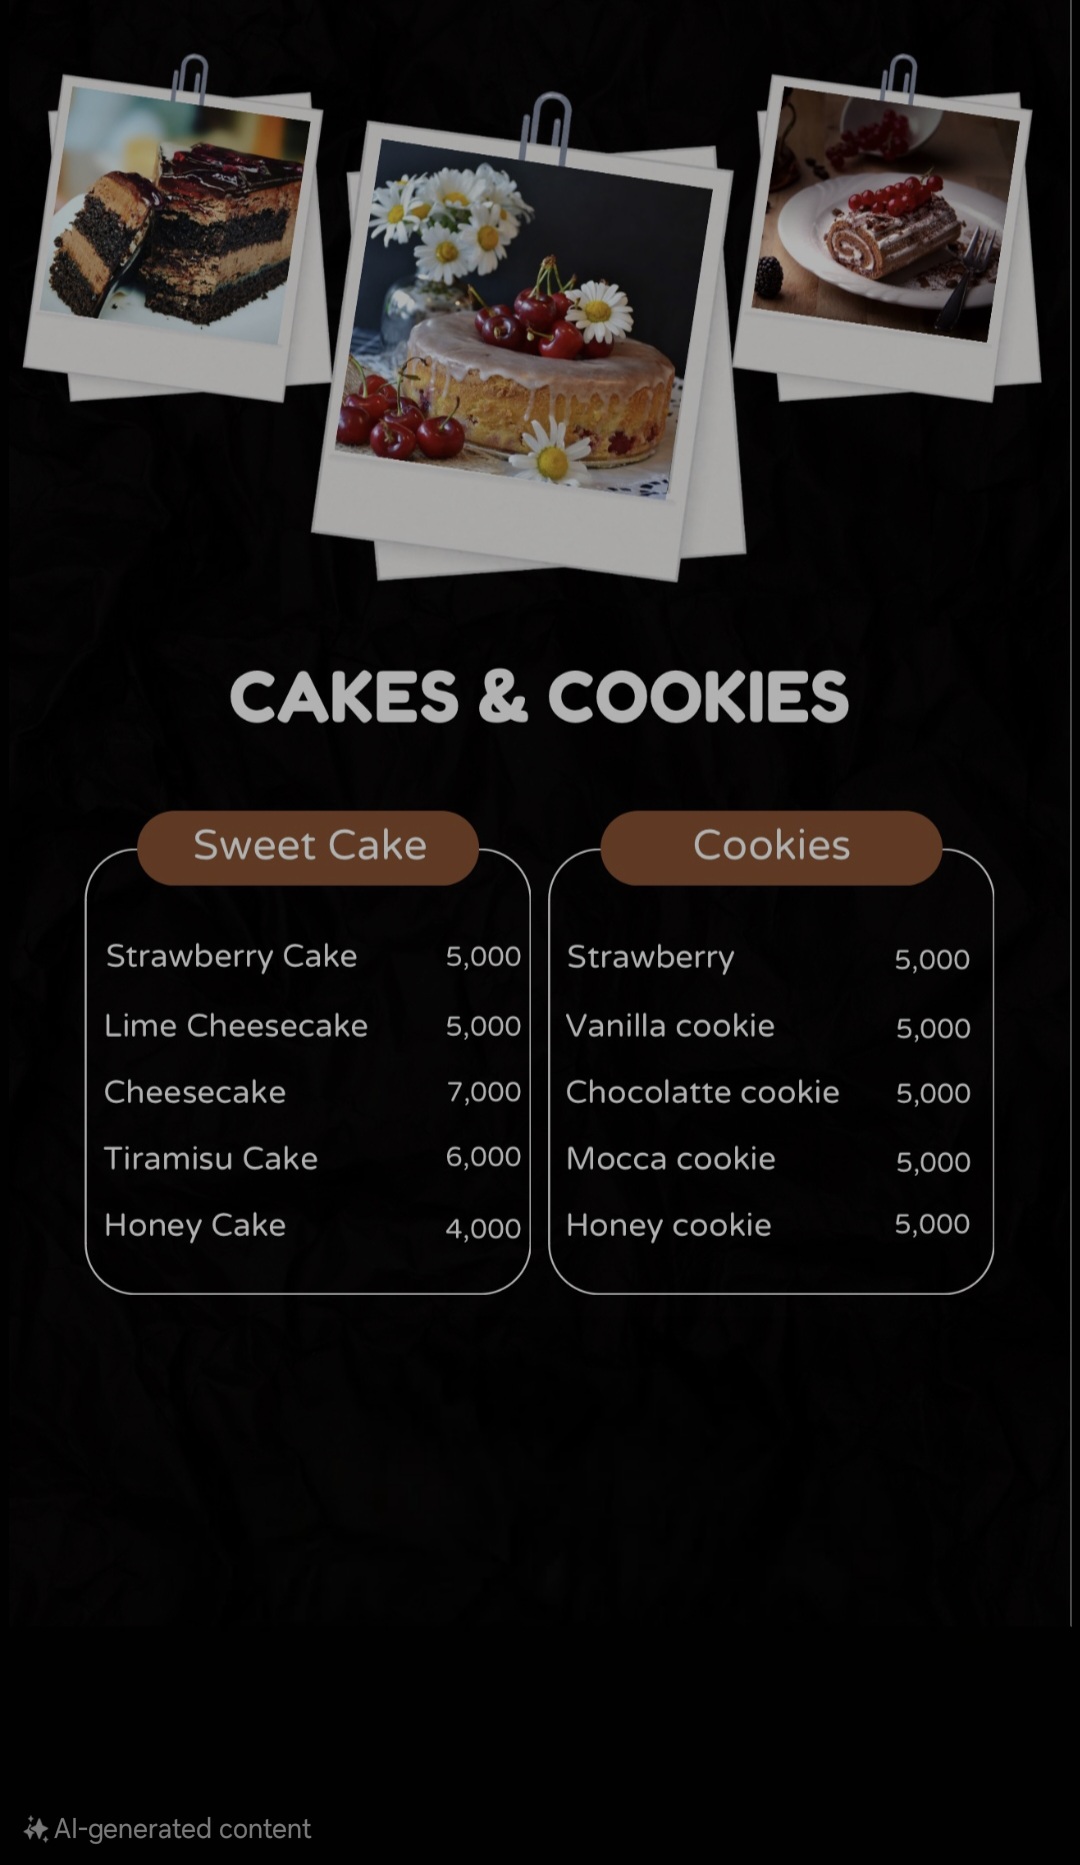 CAKES & COOKIES
Sweet Cake
Strawberry Cake 5,000
Lime Cheesecake 5,000
Cheesecake 7,000
Tiramisu Cake 6,000
Honey Cake 4,000
Cookies
Strawberry 5,000
Vanilla cookie 5,000
Chocolatte cookie 5,000
Mocca cookie 5,000
Honey cookie 5,000
AI-generated content